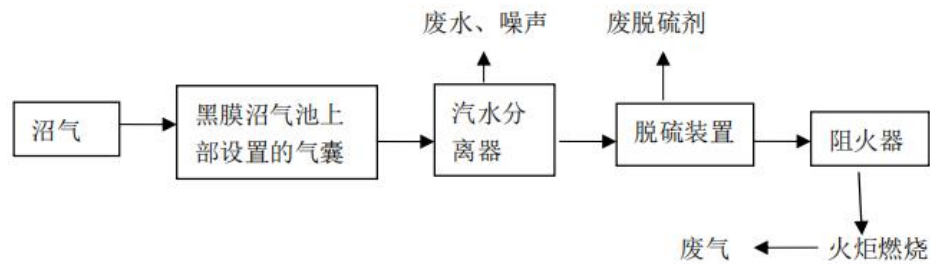 废水、噪声
废脱硫剂
沼气
黑膜沼气池上
部设置的气囊
汽水分
离器
脱硫装置
阻火器
废气
火炬燃烧